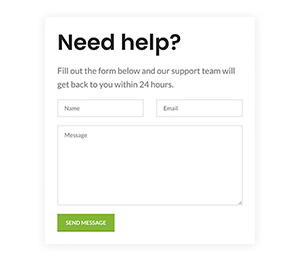 Need help?
Fill out the form below and our support team will
get back to you within 24 hours.
Name Email
Message
SEND MESSAGE